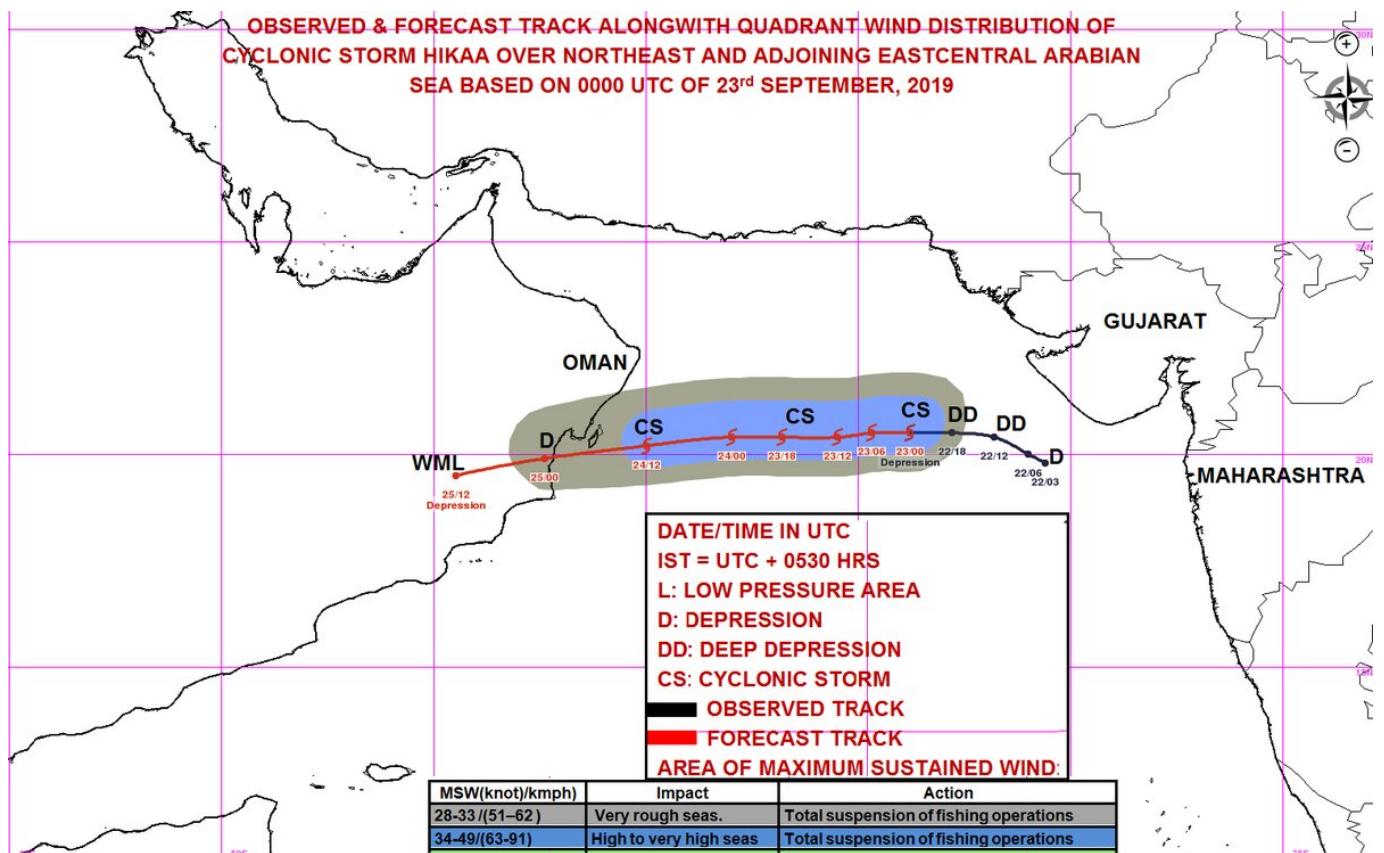 OBSERVED & FORECAST TRACK ALONGWITH QUADRANT WIND DISTRIBUTION OF
CYCLONIC STORM HIKAA OVER NORTHEAST AND ADJOINING EASTCENTRAL ARABIAN
SEA BASED ON 0000 UTC OF 23rd SEPTEMBER, 2019
30N
25N
GUJARAT
OMAN
CS CS CS DD DD
D D
20N
WML
24/12 24/00 23/18 23/12 23/06 23/00 22/18 22/12
Depression
25/00
22/06
22/03
MAHARASHTRA
25/12
Depression
DATE/TIME IN UTC
IST = UTC + 0530 HRS
L: LOW PRESSURE AREA
D: DEPRESSION
DD: DEEP DEPRESSION
CS: CYCLONIC STORM
15N
OBSERVED TRACK
FORECAST TRACK
AREA OF MAXIMUM SUSTAINED WIND:
MSW(knot)/kmph) Impact Action
28-33/(51–62) Very rough seas. Total suspension of fishing operations
34-49/(63-91) High to very high seas Total suspension of fishing operations